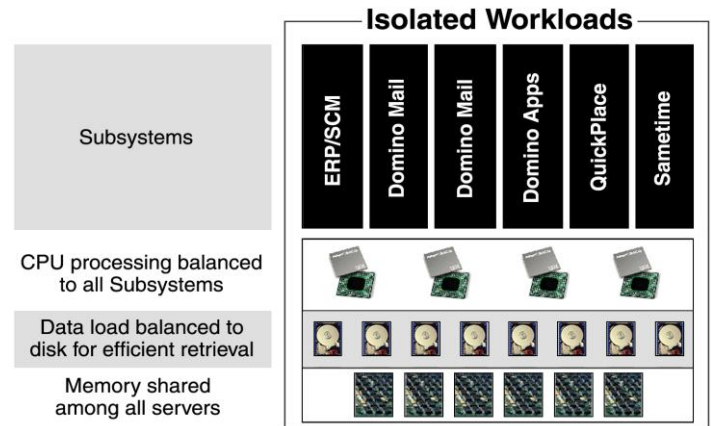 Isolated Workloads
Subsystems
ERP/SCM
Domino Mail
Domino Mail
Domino Apps
QuickPlace
Sametime
CPU processing balanced
to all Subsystems
Data load balanced to
disk for efficient retrieval
Memory shared
among all servers